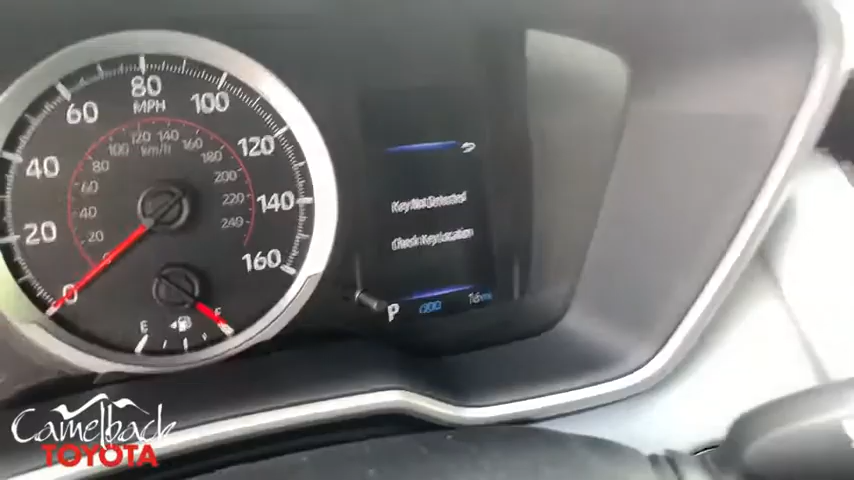 80
MPH
60
100
40
120
20
140
0
160
120 140
100
160
km/h
80
180
60
200
40
220
20
240
0
E
F
Key Not Detected
Check Key Location
P
Camelback
TOYOTA